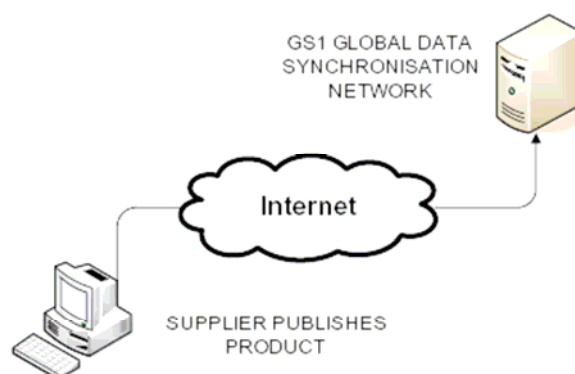 GS1 GLOBAL DATA
SYNCHRONISATION
NETWORK
Internet
SUPPLIER PUBLISHES
PRODUCT